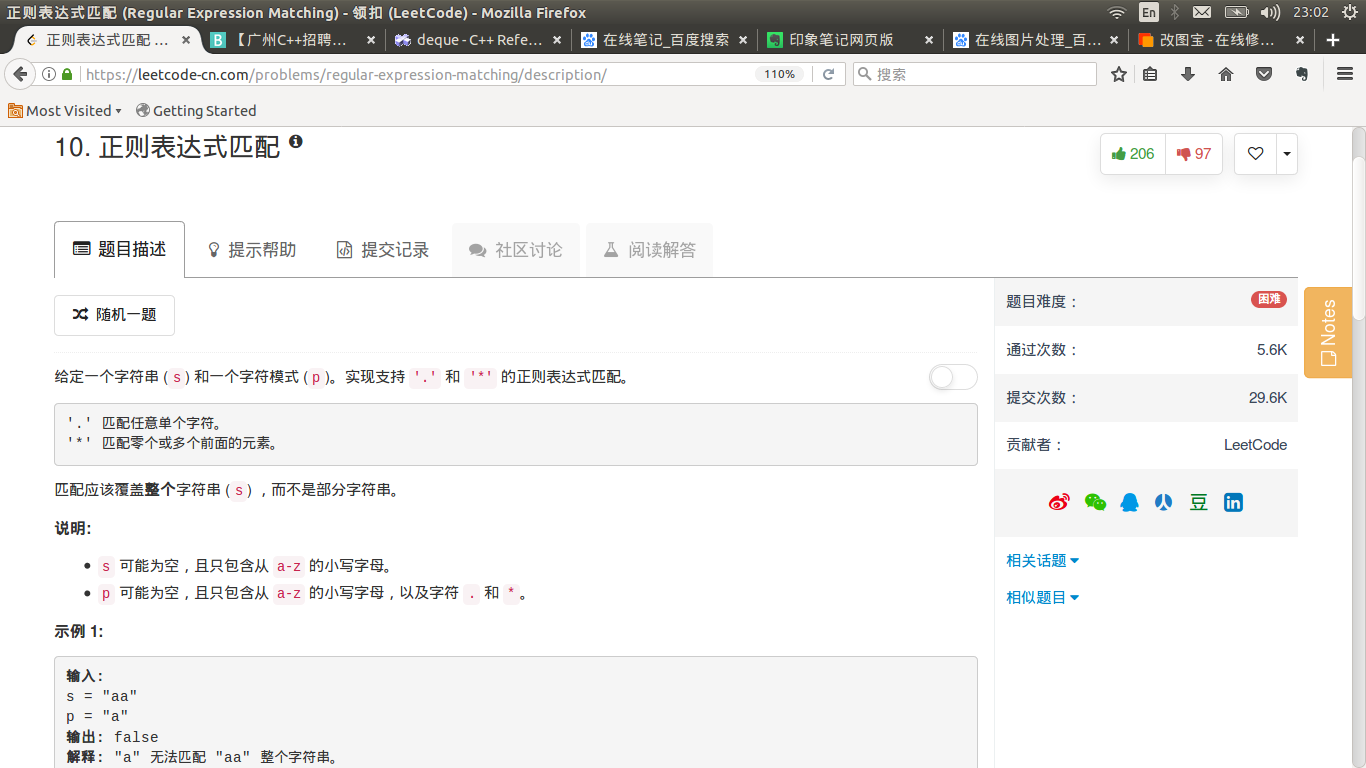 正则表达式匹配 (Regular Expression Matching) - 领扣 (LeetCode) - Mozilla Firefox
En
23:02
正则表达式匹配 ...
B 【广州C++招聘...
deque - C++ Refe...
在线笔记_百度搜索
印象笔记网页版
在线图片处理_百...
改图宝 - 在线修...
https://leetcode-cn.com/problems/regular-expression-matching/description/
110%
搜索
Most Visited
Getting Started
10. 正则表达式匹配
206
97
题目描述
提示帮助
提交记录
社区讨论
阅读解答
随机一题
给定一个字符串 (s) 和一个字符模式 (p)。实现支持 '.' 和 '*' 的正则表达式匹配。
'.' 匹配任意单个字符。
'*' 匹配零个或多个前面的元素。
匹配应该覆盖整个字符串 (s) ，而不是部分字符串。
说明:
s 可能为空，且只包含从 a-z 的小写字母。
p 可能为空，且只包含从 a-z 的小写字母，以及字符 . 和 *。
示例 1:
输入:
s = "aa"
p = "a"
输出: false
解释: "a" 无法匹配 "aa" 整个字符串。
题目难度：
困难
通过次数：
5.6K
提交次数：
29.6K
贡献者：
LeetCode
豆
in
相关话题
相似题目
Notes